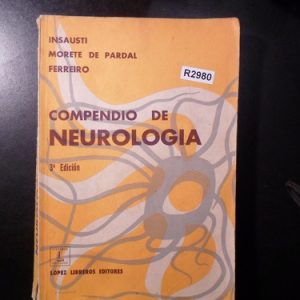 INSAUSTI
MORETE DE PARDAL
FERREIRO
R2980
COMPENDIO DE
NEUROLOGIA
3ª Edición
LOPEZ LIBREROS EDITORES